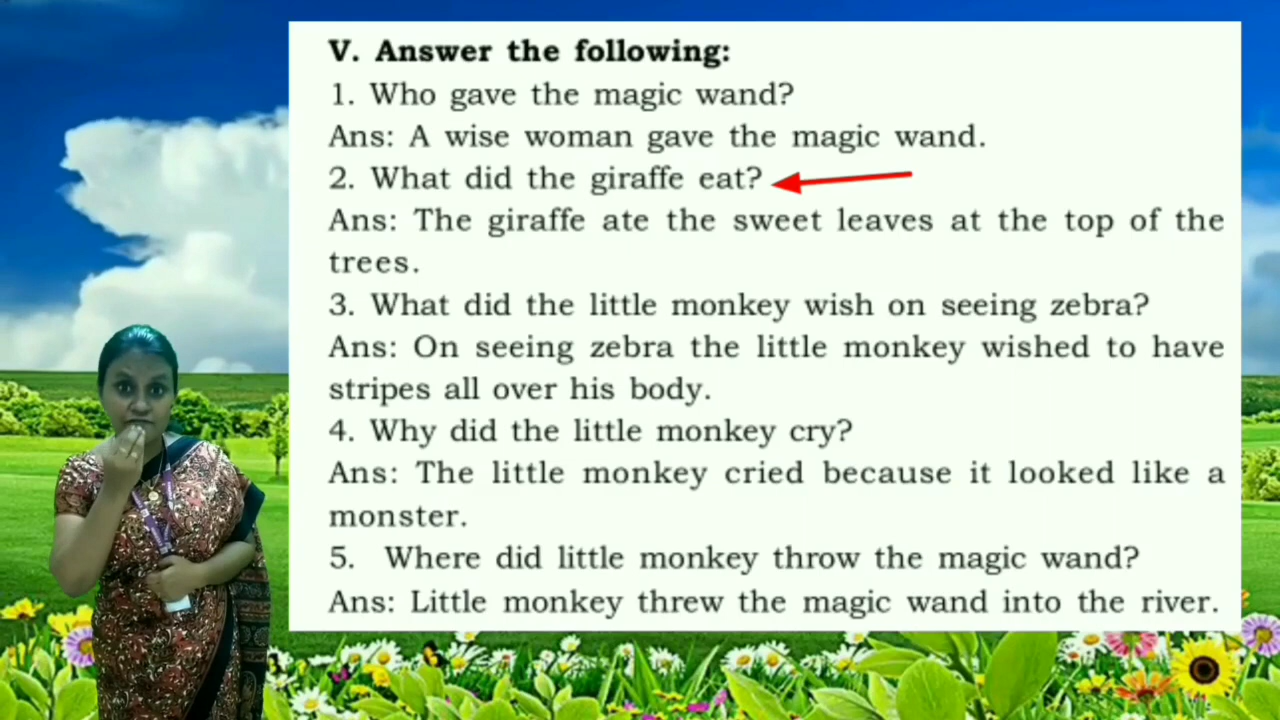 V. Answer the following:
1. Who gave the magic wand?
Ans: A wise woman gave the magic wand.
2. What did the giraffe eat?
Ans: The giraffe ate the sweet leaves at the top of the
trees.
3. What did the little monkey wish on seeing zebra?
Ans: On seeing zebra the little monkey wished to have
stripes all over his body.
4. Why did the little monkey cry?
Ans: The little monkey cried because it looked like a
monster.
5. Where did little monkey throw the magic wand?
Ans: Little monkey threw the magic wand into the river.